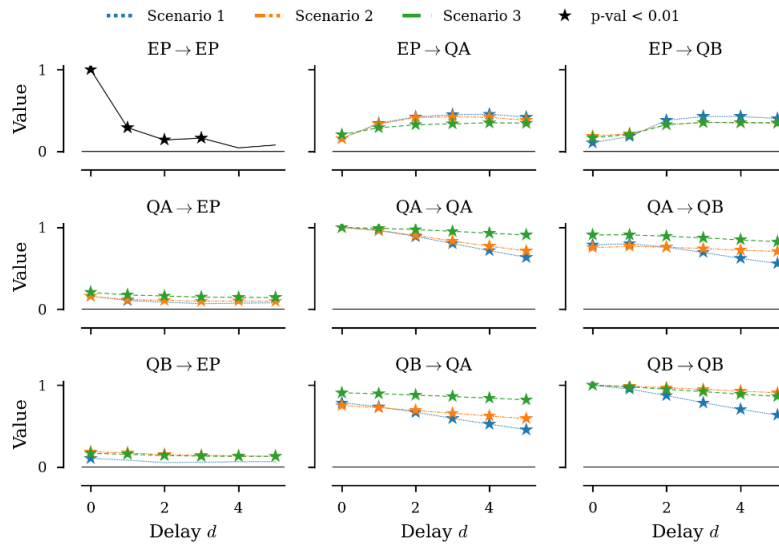 Scenario 1 Scenario 2 Scenario 3 p-val < 0.01
EP → EP EP → QA EP → QB
1
Value
0
QA → EP QA → QA QA → QB
1
Value
0
QB → EP QB → QA QB → QB
1
Value
0
0 2 4 0 2 4 0 2 4
Delay d Delay d Delay d